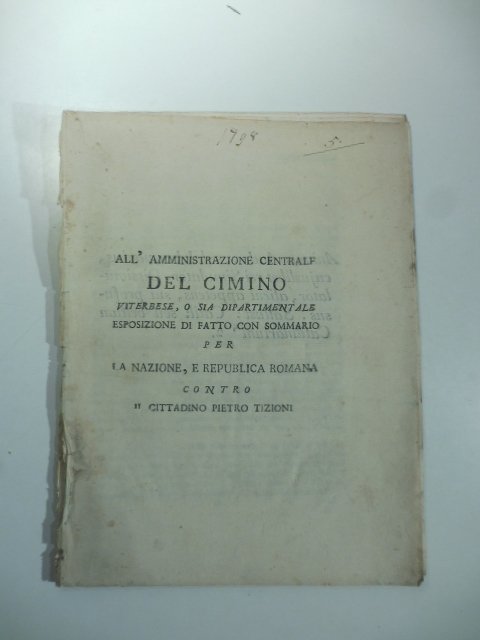 1798
.5.
ALL' AMMINISTRAZIONE CENTRALE
DEL CIMINO
VITERBESE, O SIA DIPARTIMENTALE
ESPOSIZIONE DI FATTO, CON SOMMARIO
PER
LA NAZIONE, E REPUBLICA ROMANA
CONTRO
Il CITTADINO PIETRO TIZIONI